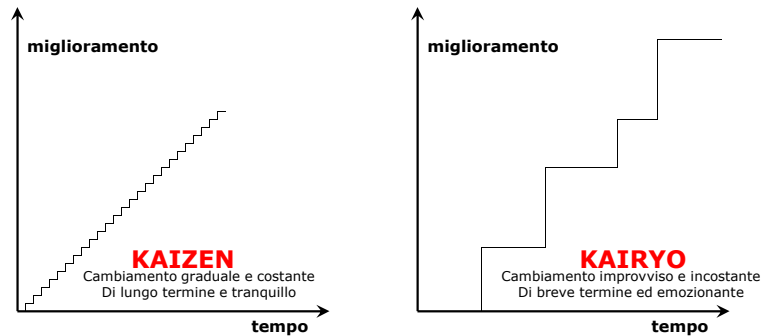 miglioramento
KAIZEN
Cambiamento graduale e costante
Di lungo termine e tranquillo
tempo
miglioramento
KAIRYO
Cambiamento improvviso e incostante
Di breve termine ed emozionante
tempo